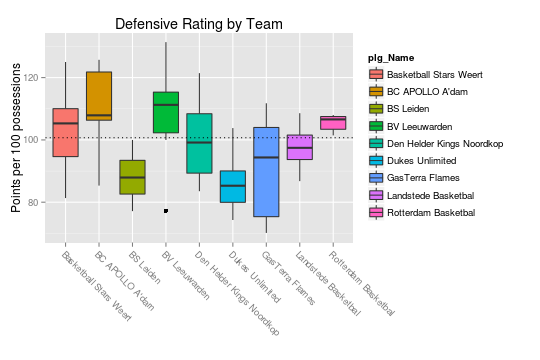 Defensive Rating by Team
Points per 100 possessions
120
100
80
Basketball Stars Weert
BC APOLLO A'dam
BS Leiden
BV Leeuwarden
Den Helder Kings Noordkop
Dukes Unlimited
GasTerra Flames
Landstede Basketbal
Rotterdam Basketbal
plg_Name
Basketball Stars Weert
BC APOLLO A'dam
BS Leiden
BV Leeuwarden
Den Helder Kings Noordkop
Dukes Unlimited
GasTerra Flames
Landstede Basketbal
Rotterdam Basketbal